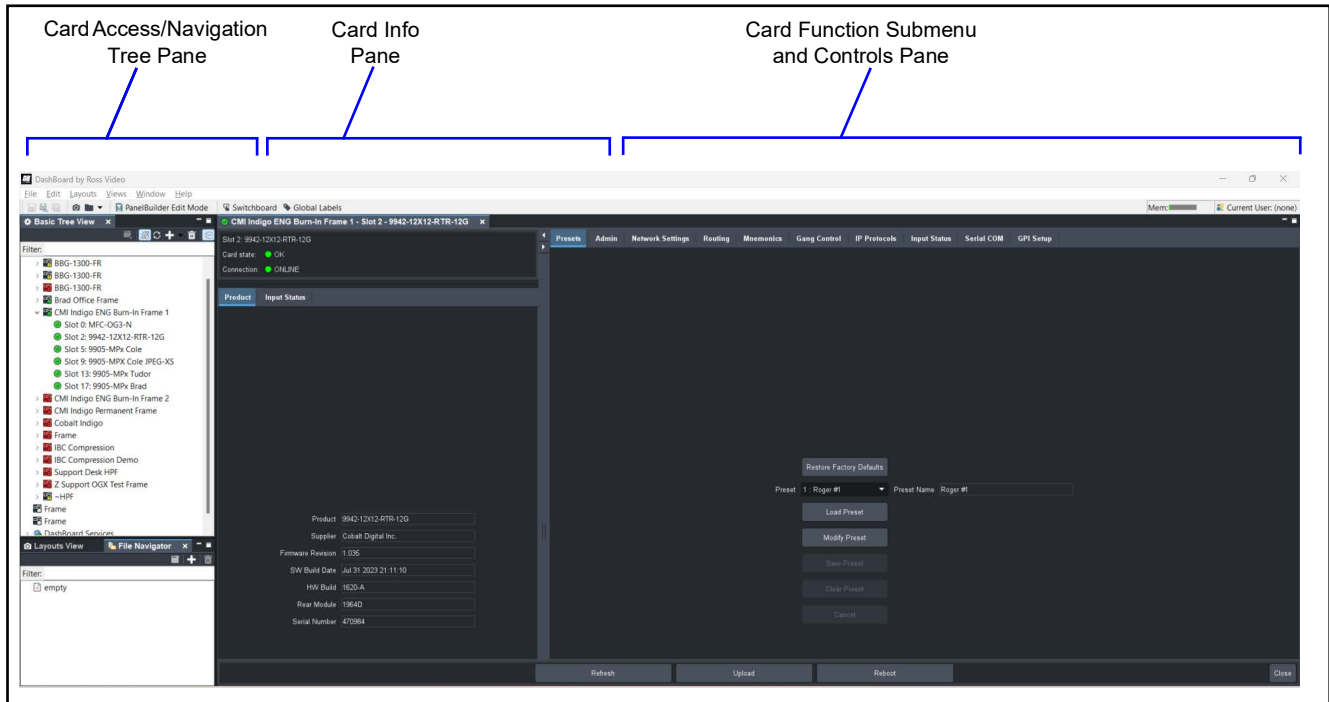 Card Access/Navigation
Tree Pane
Card Info
Pane
Card Function Submenu
and Controls Pane
DashBoard by Ross Video
File Edit Layouts Views Window Help
PanelBuilder Edit Mode Switchboard Global Labels Mem: Current User: (none)
Basic Tree View
Filter:
BBG-1300-FR
BBG-1300-FR
BBG-1300-FR
Brad Office Frame
CMI Indigo ENG Burn-In Frame 1
Slot 0: MFC-OG3-N
Slot 2: 9942-12X12-RTR-12G
Slot 5: 9905-MPx Cole
Slot 9: 9905-MPX Cole JPEG-XS
Slot 13: 9905-MPx Tudor
Slot 17: 9905-MPx Brad
CMI Indigo ENG Burn-In Frame 2
CMI Indigo Permanent Frame
Cobalt Indigo
Frame
IBC Compression
IBC Compression Demo
Support Desk HPF
Z Support OGX Test Frame
~HPF
Frame
Frame
DashBoard Services
Layouts View File Navigator
Filter:
empty
CMI Indigo ENG Burn-In Frame 1 - Slot 2 - 9942-12X12-RTR-12G
Slot 2: 9942-12X12-RTR-12G
Card state: OK
Connection: ONLINE
Product Input Status
Product 9942-12X12-RTR-12G
Supplier Cobalt Digital Inc.
Firmware Revision 1.035
SW Build Date Jul 31 2023 21:11:10
HW Build 1620-A
Rear Module 1964D
Serial Number 470984
Presets Admin Network Settings Routing Mnemonics Gang Control IP Protocols Input Status Serial COM GPI Setup
Restore Factory Defaults
Preset 1 : Roger #1 Preset Name Roger #1
Load Preset
Modify Preset
Save Preset
Clear Preset
Cancel
Refresh Upload Reboot Close